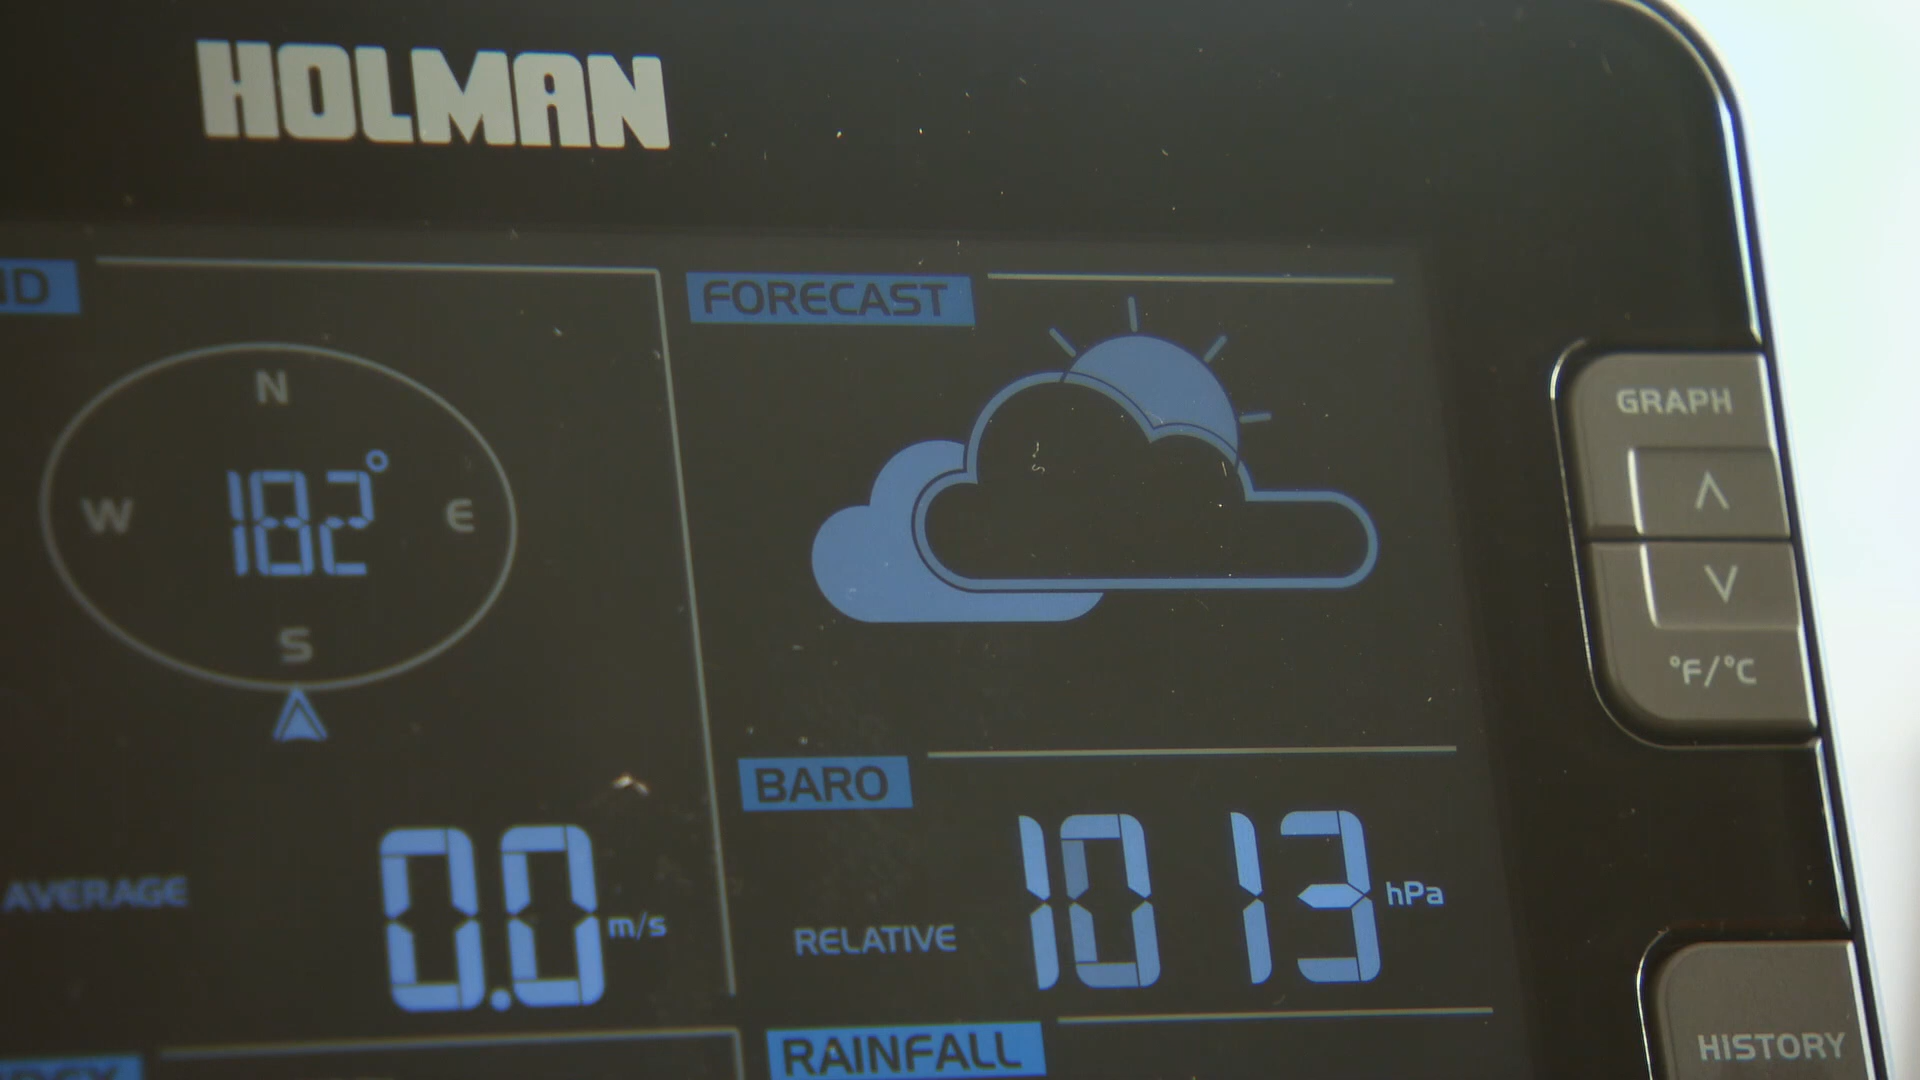 HOLMAN
FORECAST
N
W 182° E
S
AVERAGE 0.0 m/s
BARO
RELATIVE 1013 hPa
RAINFALL
GRAPH
°F/°C
HISTORY